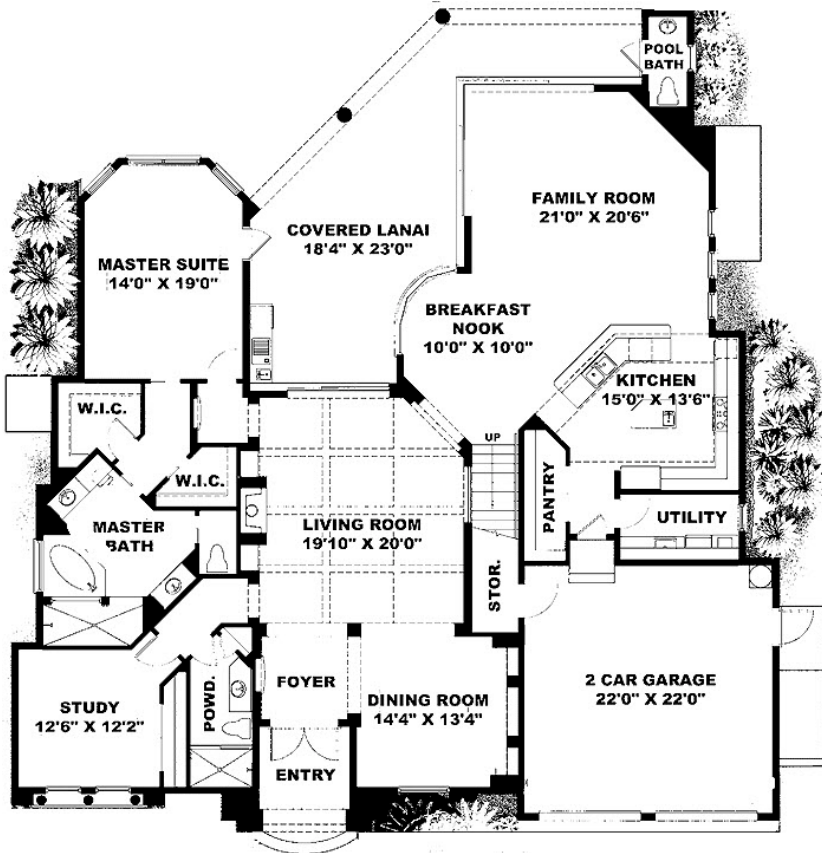 POOL
BATH
FAMILY ROOM
21'0" X 20'6"
COVERED LANAI
18'4" X 23'0"
MASTER SUITE
14'0" X 19'0"
BREAKFAST
NOOK
10'0" X 10'0"
KITCHEN
15'0" X 13'6"
W.I.C.
UP
W.I.C.
PANTRY
UTILITY
MASTER
BATH
LIVING ROOM
19'10" X 20'0"
STOR.
FOYER
POWD.
STUDY
12'6" X 12'2"
DINING ROOM
14'4" X 13'4"
2 CAR GARAGE
22'0" X 22'0"
ENTRY